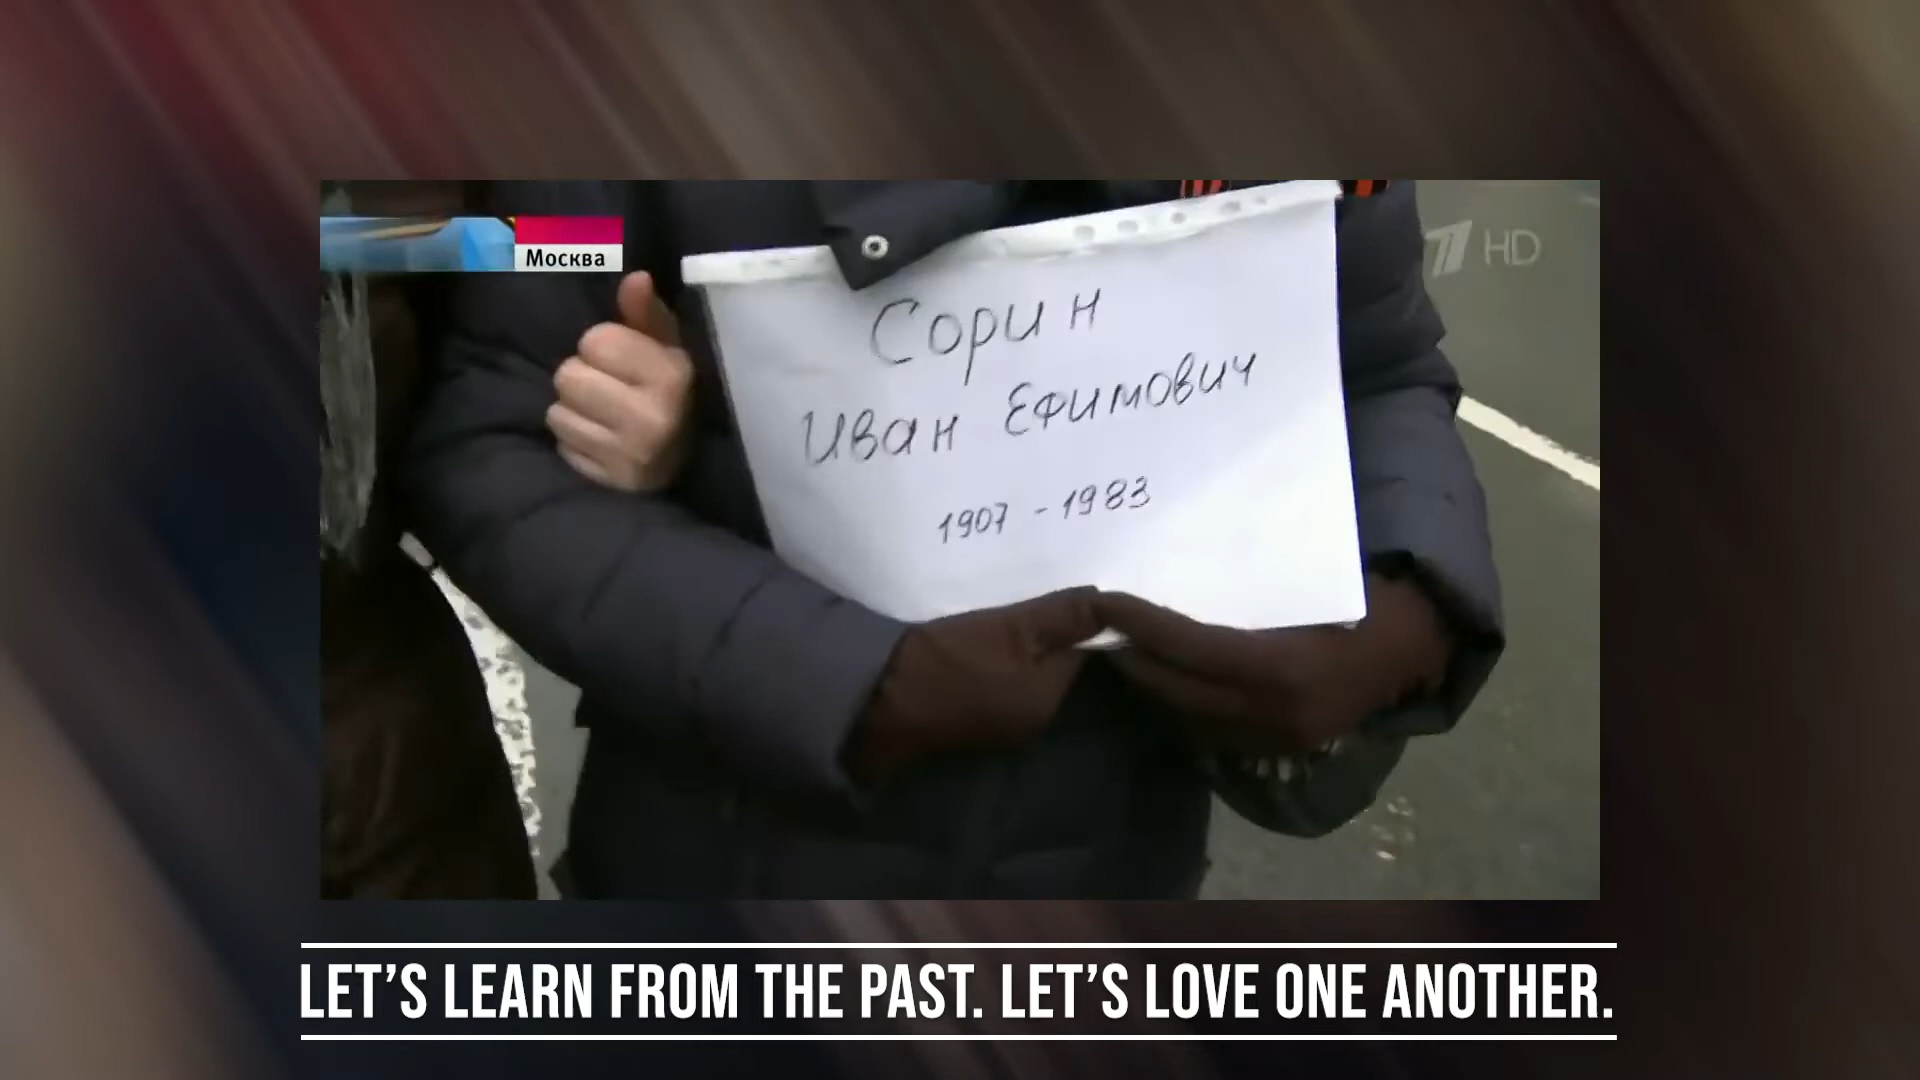 Москва
HD
Сорин
Иван Ефимович
1907 - 1983
LET'S LEARN FROM THE PAST. LET'S LOVE ONE ANOTHER.